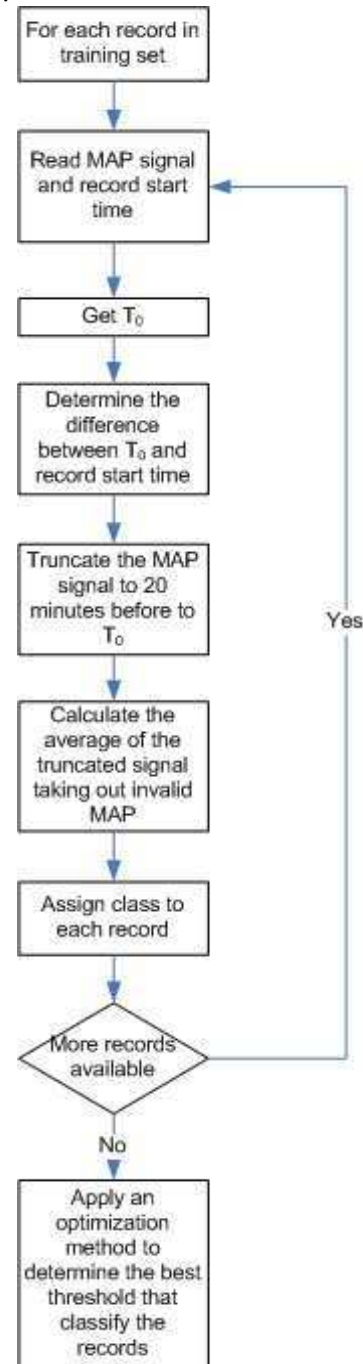 For each record in
training set
Read MAP signal
and record start
time
Get T₀
Determine the
difference
between T₀ and
record start time
Truncate the MAP
signal to 20
minutes before to
T₀
Calculate the
average of the
truncated signal
taking out invalid
MAP
Assign class to
each record
More records
available
Yes
No
Apply an
optimization
method to
determine the best
threshold that
classify the
records